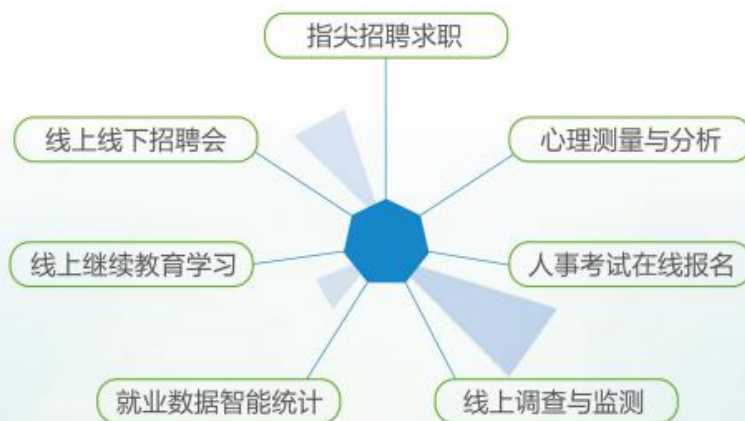 指尖招聘求职
线上线下招聘会
心理测量与分析
线上继续教育学习
人事考试在线报名
就业数据智能统计
线上调查与监测